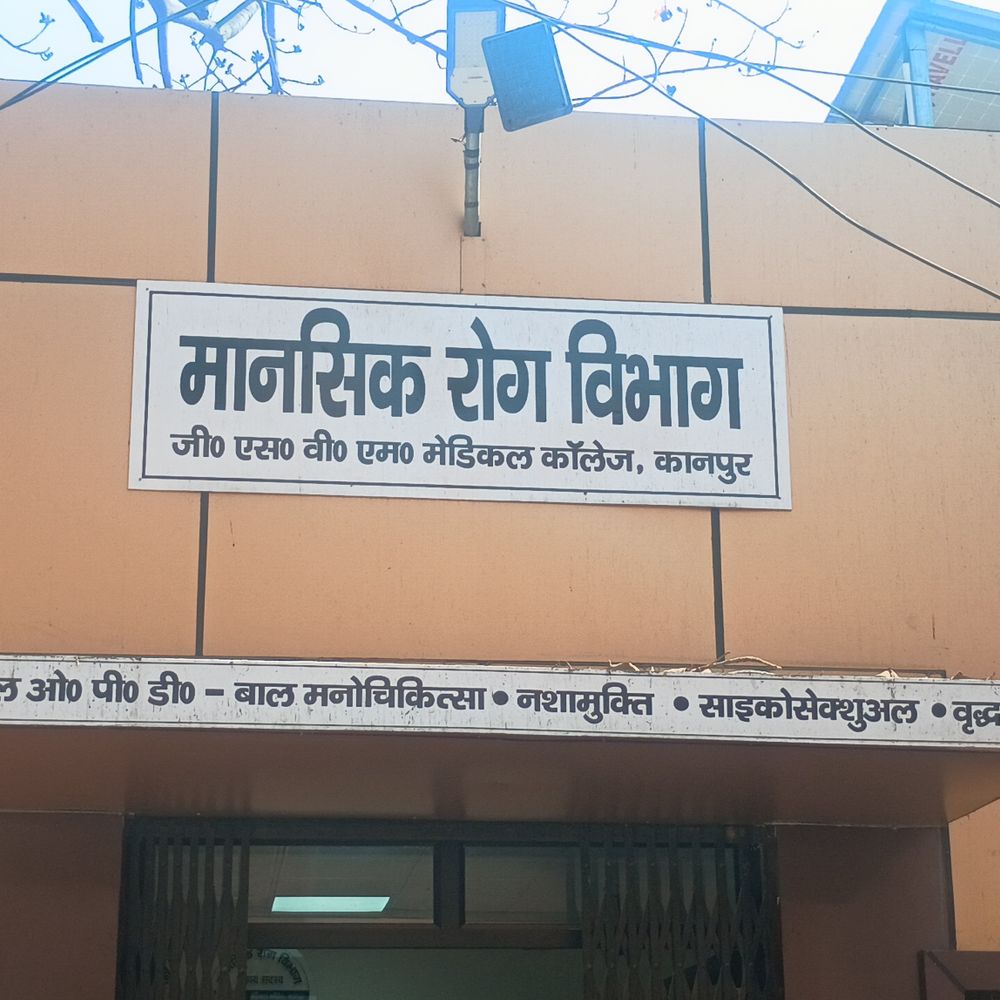 मानसिक रोग विभाग
जी० एस० वी० एम० मेडिकल कॉलेज, कानपुर
ओ० पी० डी० - बाल मनोचिकित्सा • नशामुक्ति • साइकोसेक्शुअल •